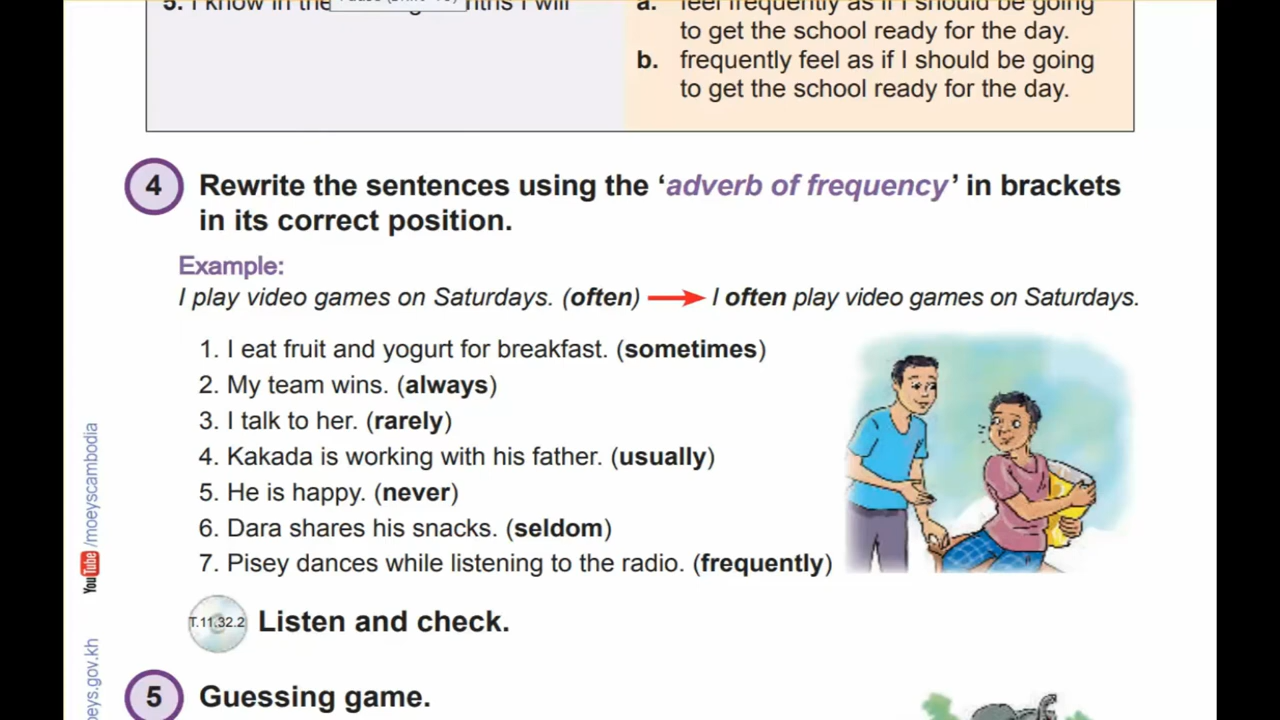 5. I know in the
I will
a. feel frequently as if I should be going
to get the school ready for the day.
b. frequently feel as if I should be going
to get the school ready for the day.
4 Rewrite the sentences using the ‘adverb of frequency’ in brackets
in its correct position.
Example:
I play video games on Saturdays. (often) → I often play video games on Saturdays.
1. I eat fruit and yogurt for breakfast. (sometimes)
2. My team wins. (always)
3. I talk to her. (rarely)
4. Kakada is working with his father. (usually)
5. He is happy. (never)
6. Dara shares his snacks. (seldom)
7. Pisey dances while listening to the radio. (frequently)
T.11.32.2 Listen and check.
5 Guessing game.
YouTube /moeyscambodia
eys.gov.kh